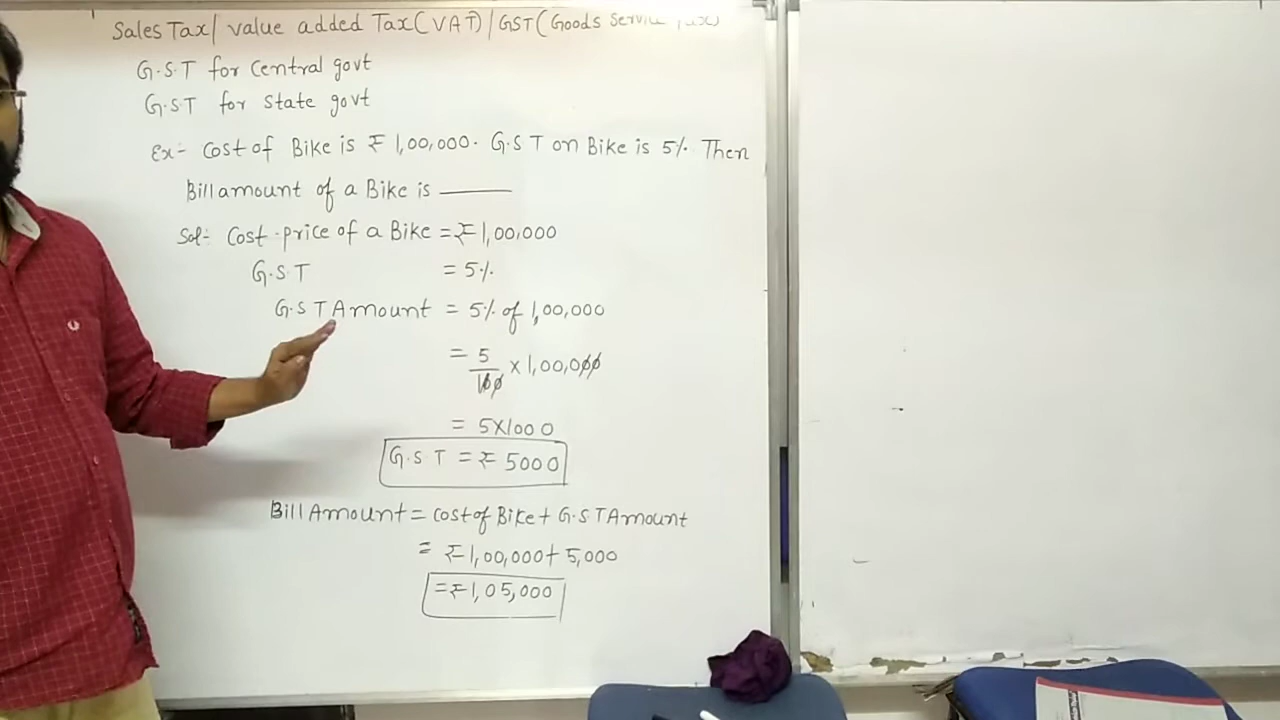 Sales Tax/ value added Tax(VAT)/GST(Goods Service Tax)
G.S.T for Central govt
G.S.T for State govt
Ex:- Cost of Bike is ₹ 1,00,000. G.S T on Bike is 5%. Then
Bill amount of a Bike is ______
Sol:- Cost price of a Bike = ₹ 1,00,000
G.S.T = 5%
G.S T Amount = 5% of 1,00,000
= 5/100 x 1,00,000
= 5X1000
G.S T = ₹ 5000
Bill Amount = Cost of Bike + G.S T Amount
= ₹ 1,00,000 + 5,000
= ₹ 1,05,000